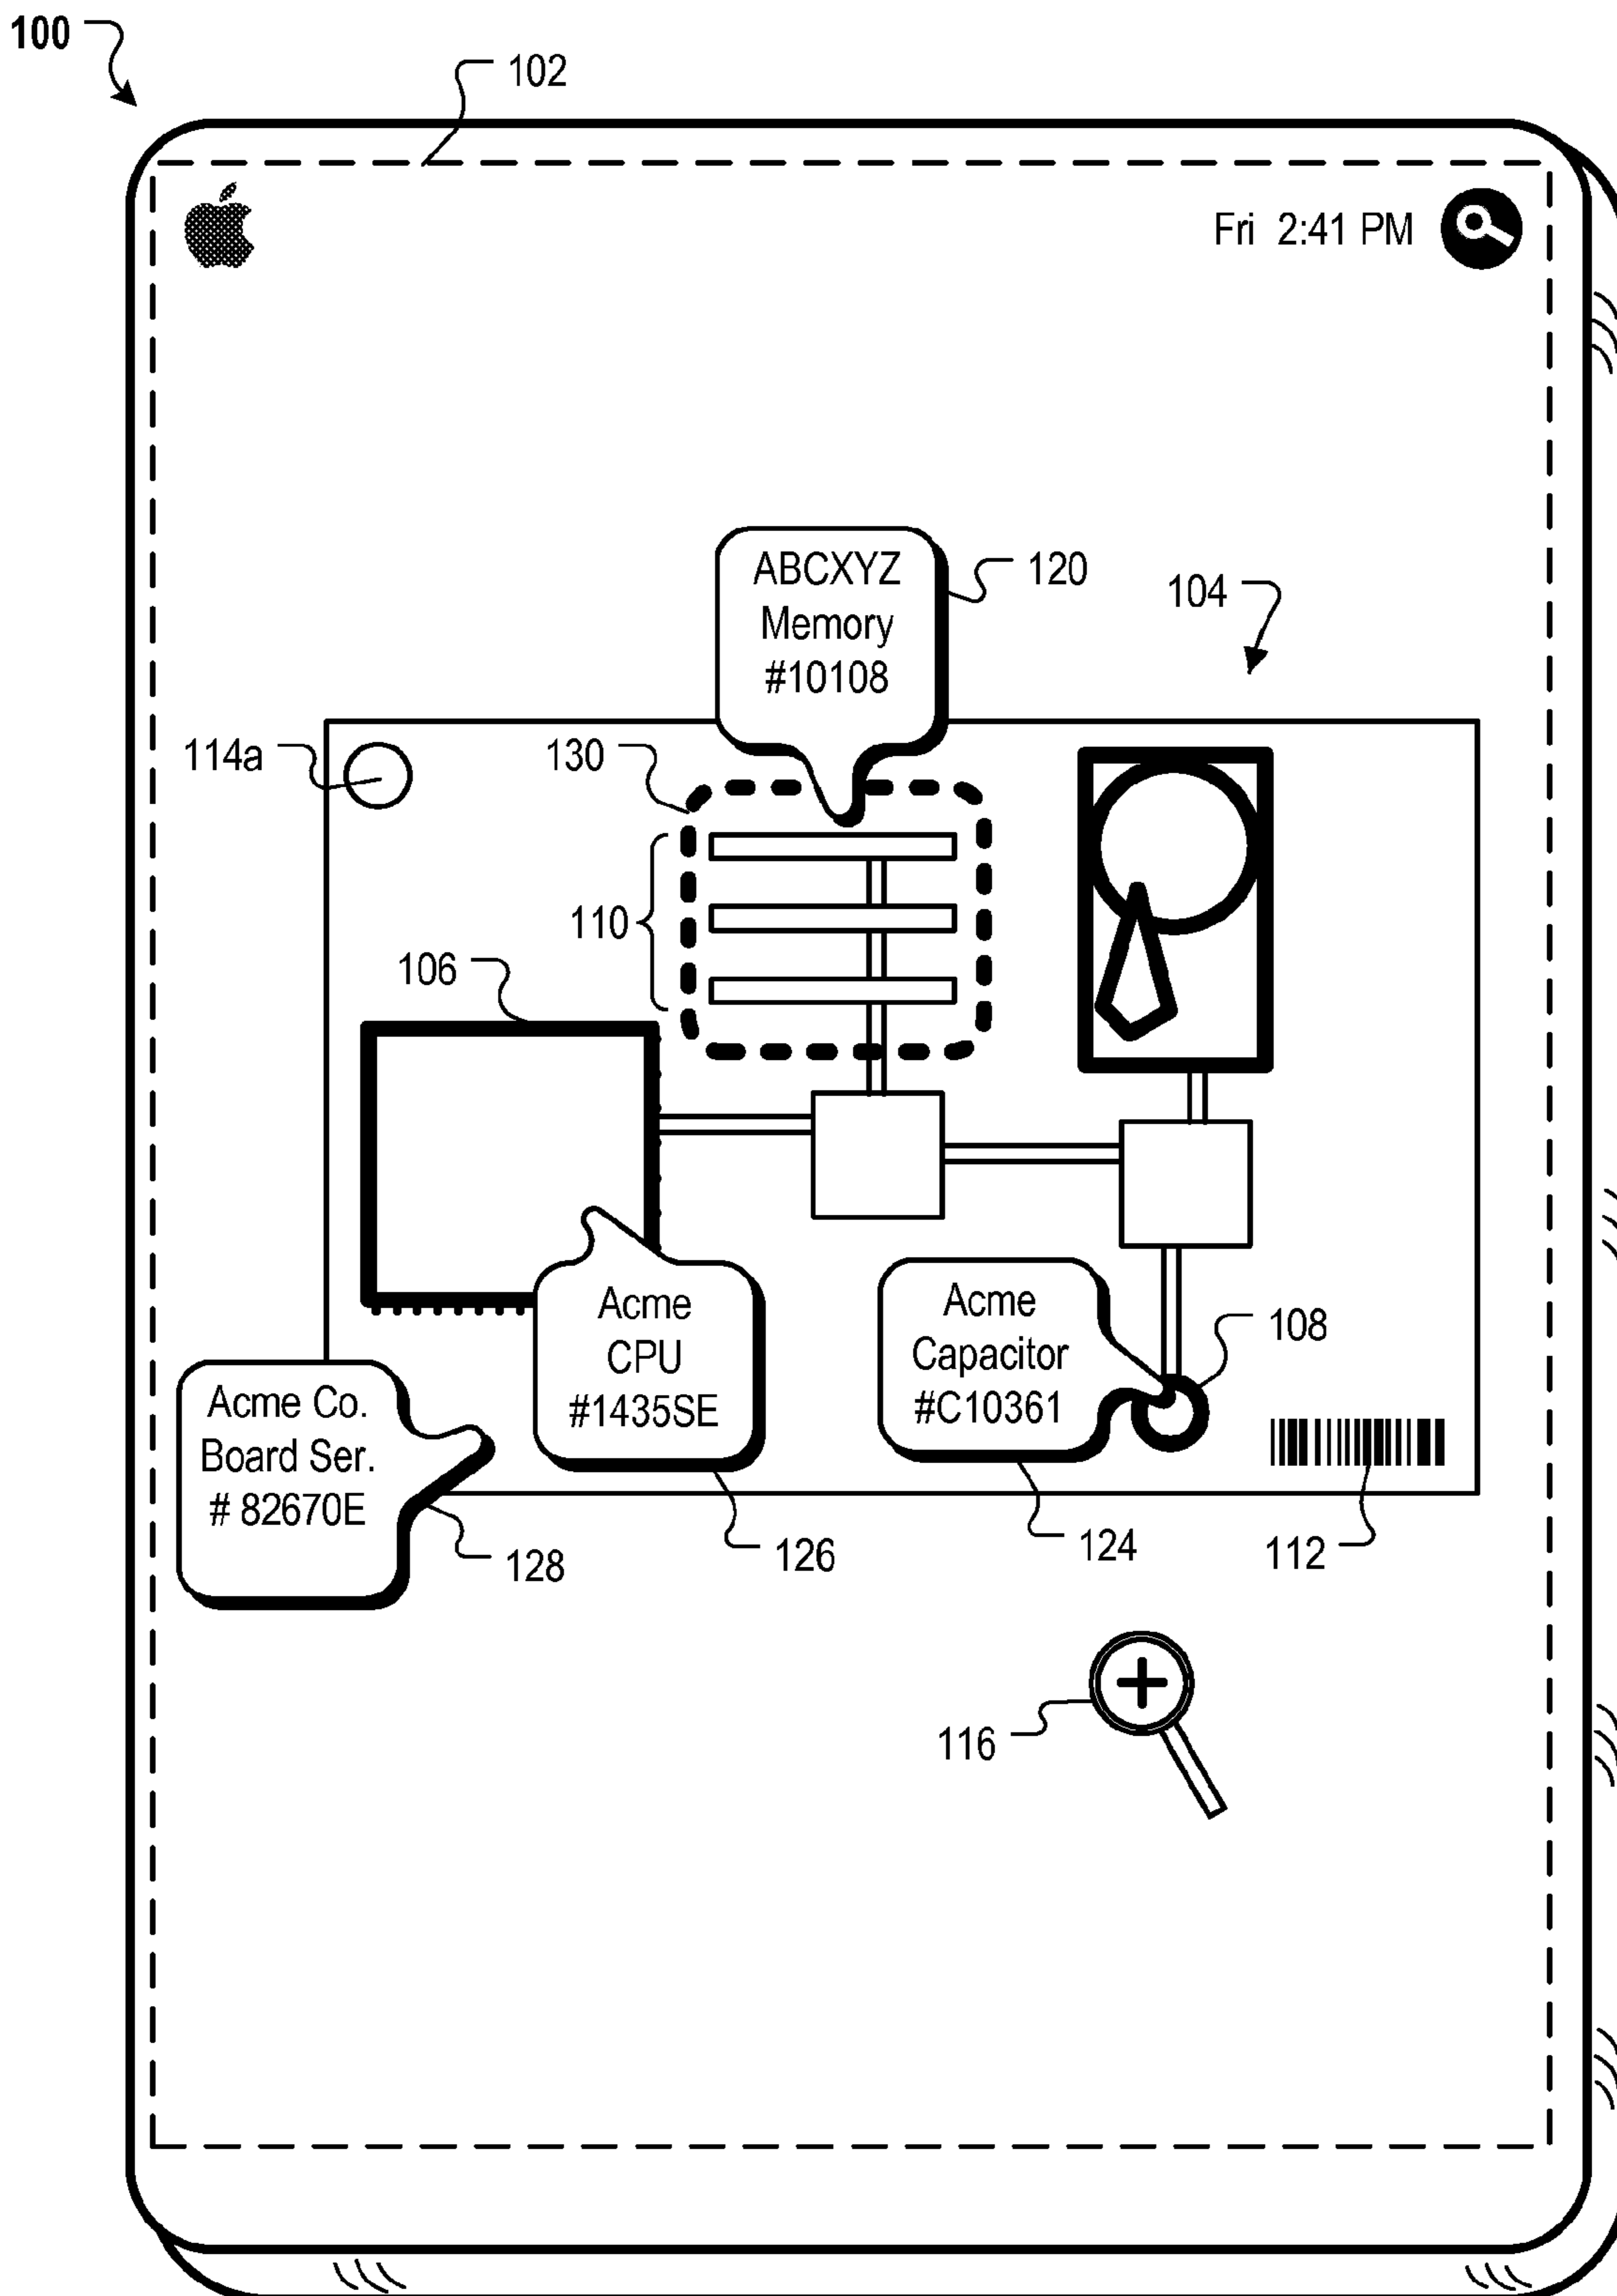 100
102
Fri 2:41 PM
ABCXYZ
Memory
#10108
120
104
114a
130
110
106
Acme
CPU
#1435SE
Acme
Capacitor
#C10361
108
Acme Co.
Board Ser.
# 82670E
128
126
124
112
116